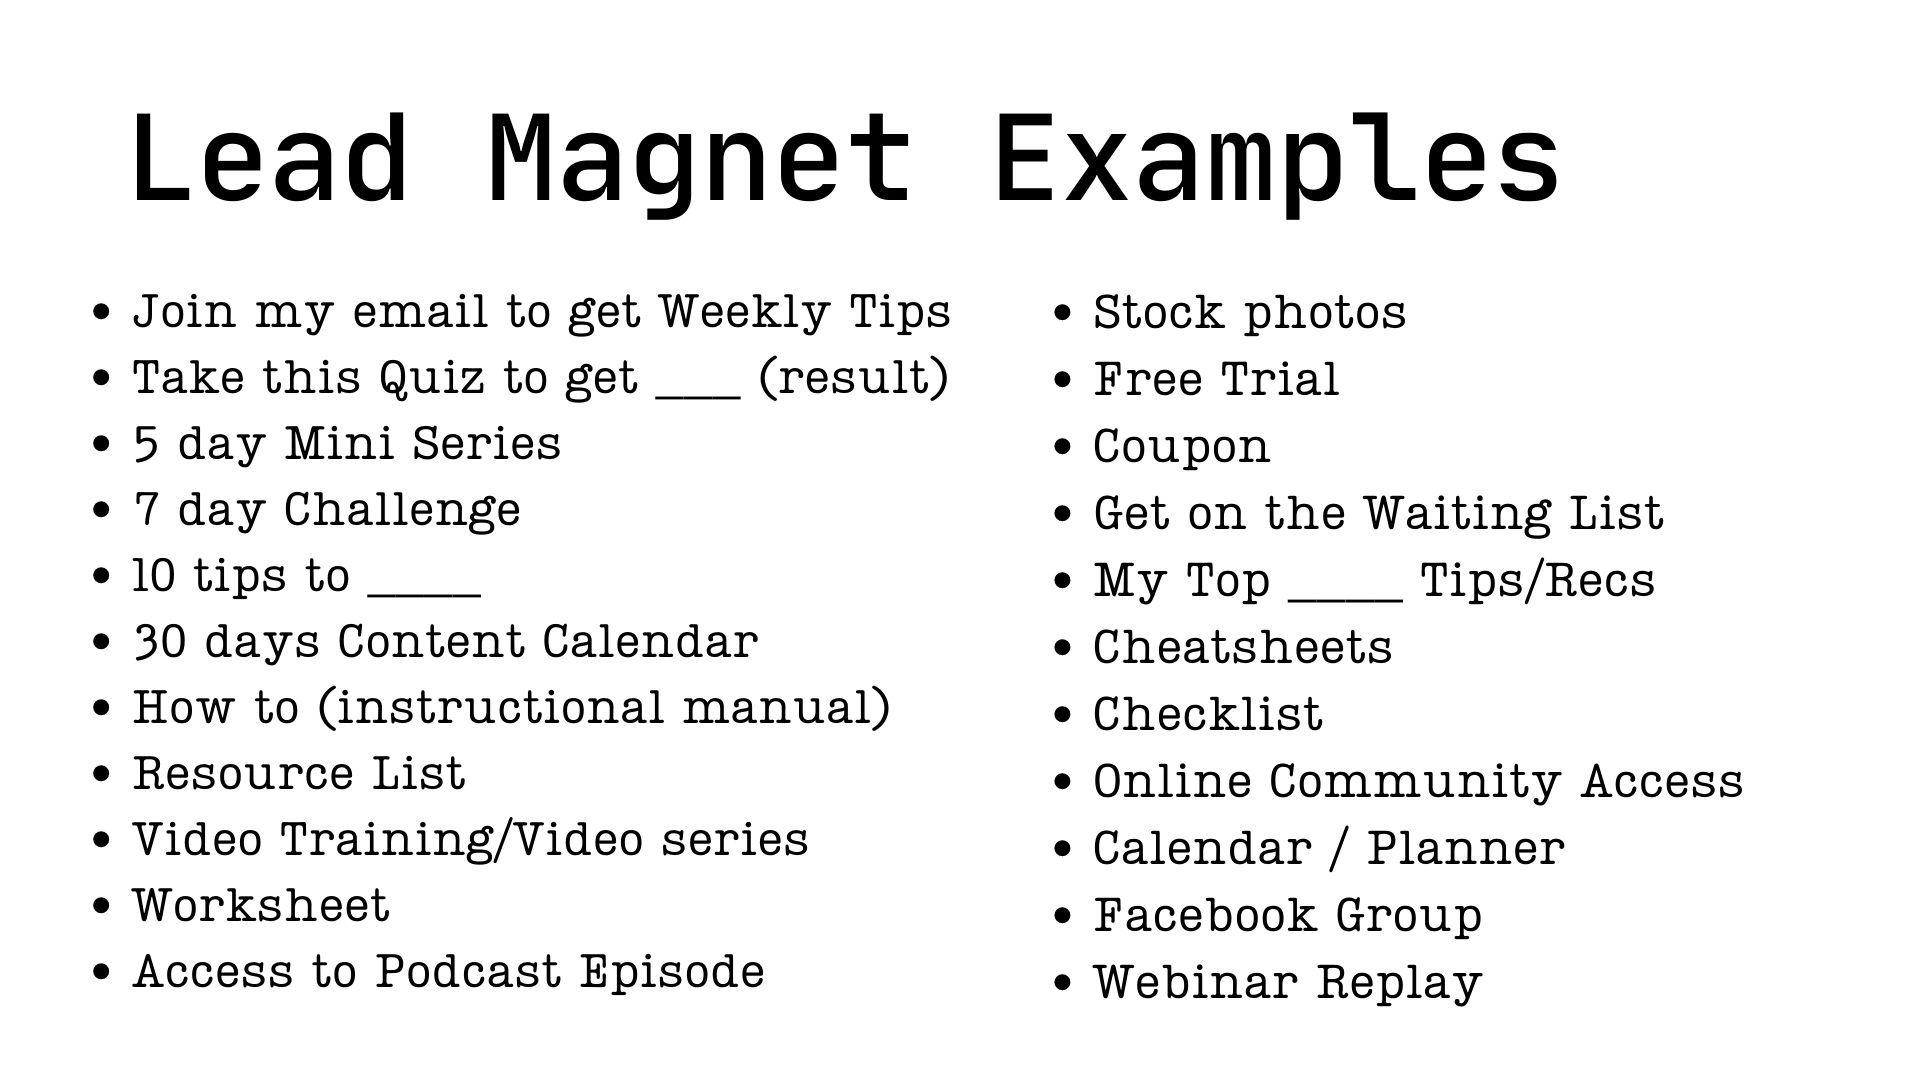 Lead Magnet Examples
• Join my email to get Weekly Tips
• Take this Quiz to get ___ (result)
• 5 day Mini Series
• 7 day Challenge
• 10 tips to ____
• 30 days Content Calendar
• How to (instructional manual)
• Resource List
• Video Training/Video series
• Worksheet
• Access to Podcast Episode
• Stock photos
• Free Trial
• Coupon
• Get on the Waiting List
• My Top ____ Tips/Recs
• Cheatsheets
• Checklist
• Online Community Access
• Calendar / Planner
• Facebook Group
• Webinar Replay